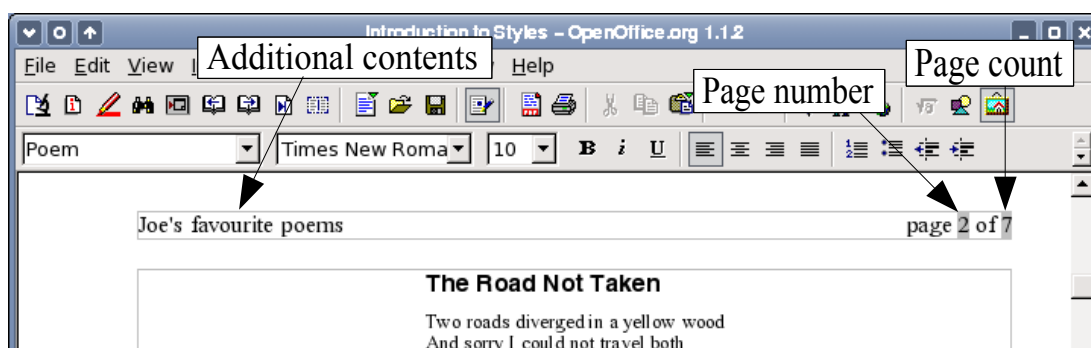 Introduction to Styles – OpenOffice.org 1.1.2
Additional contents
Page count
File Edit View Help
Page number
Poem Times New Roma 10 B i U
Joe's favourite poems page 2 of 7
The Road Not Taken
Two roads diverged in a yellow wood
And sorry I could not travel both